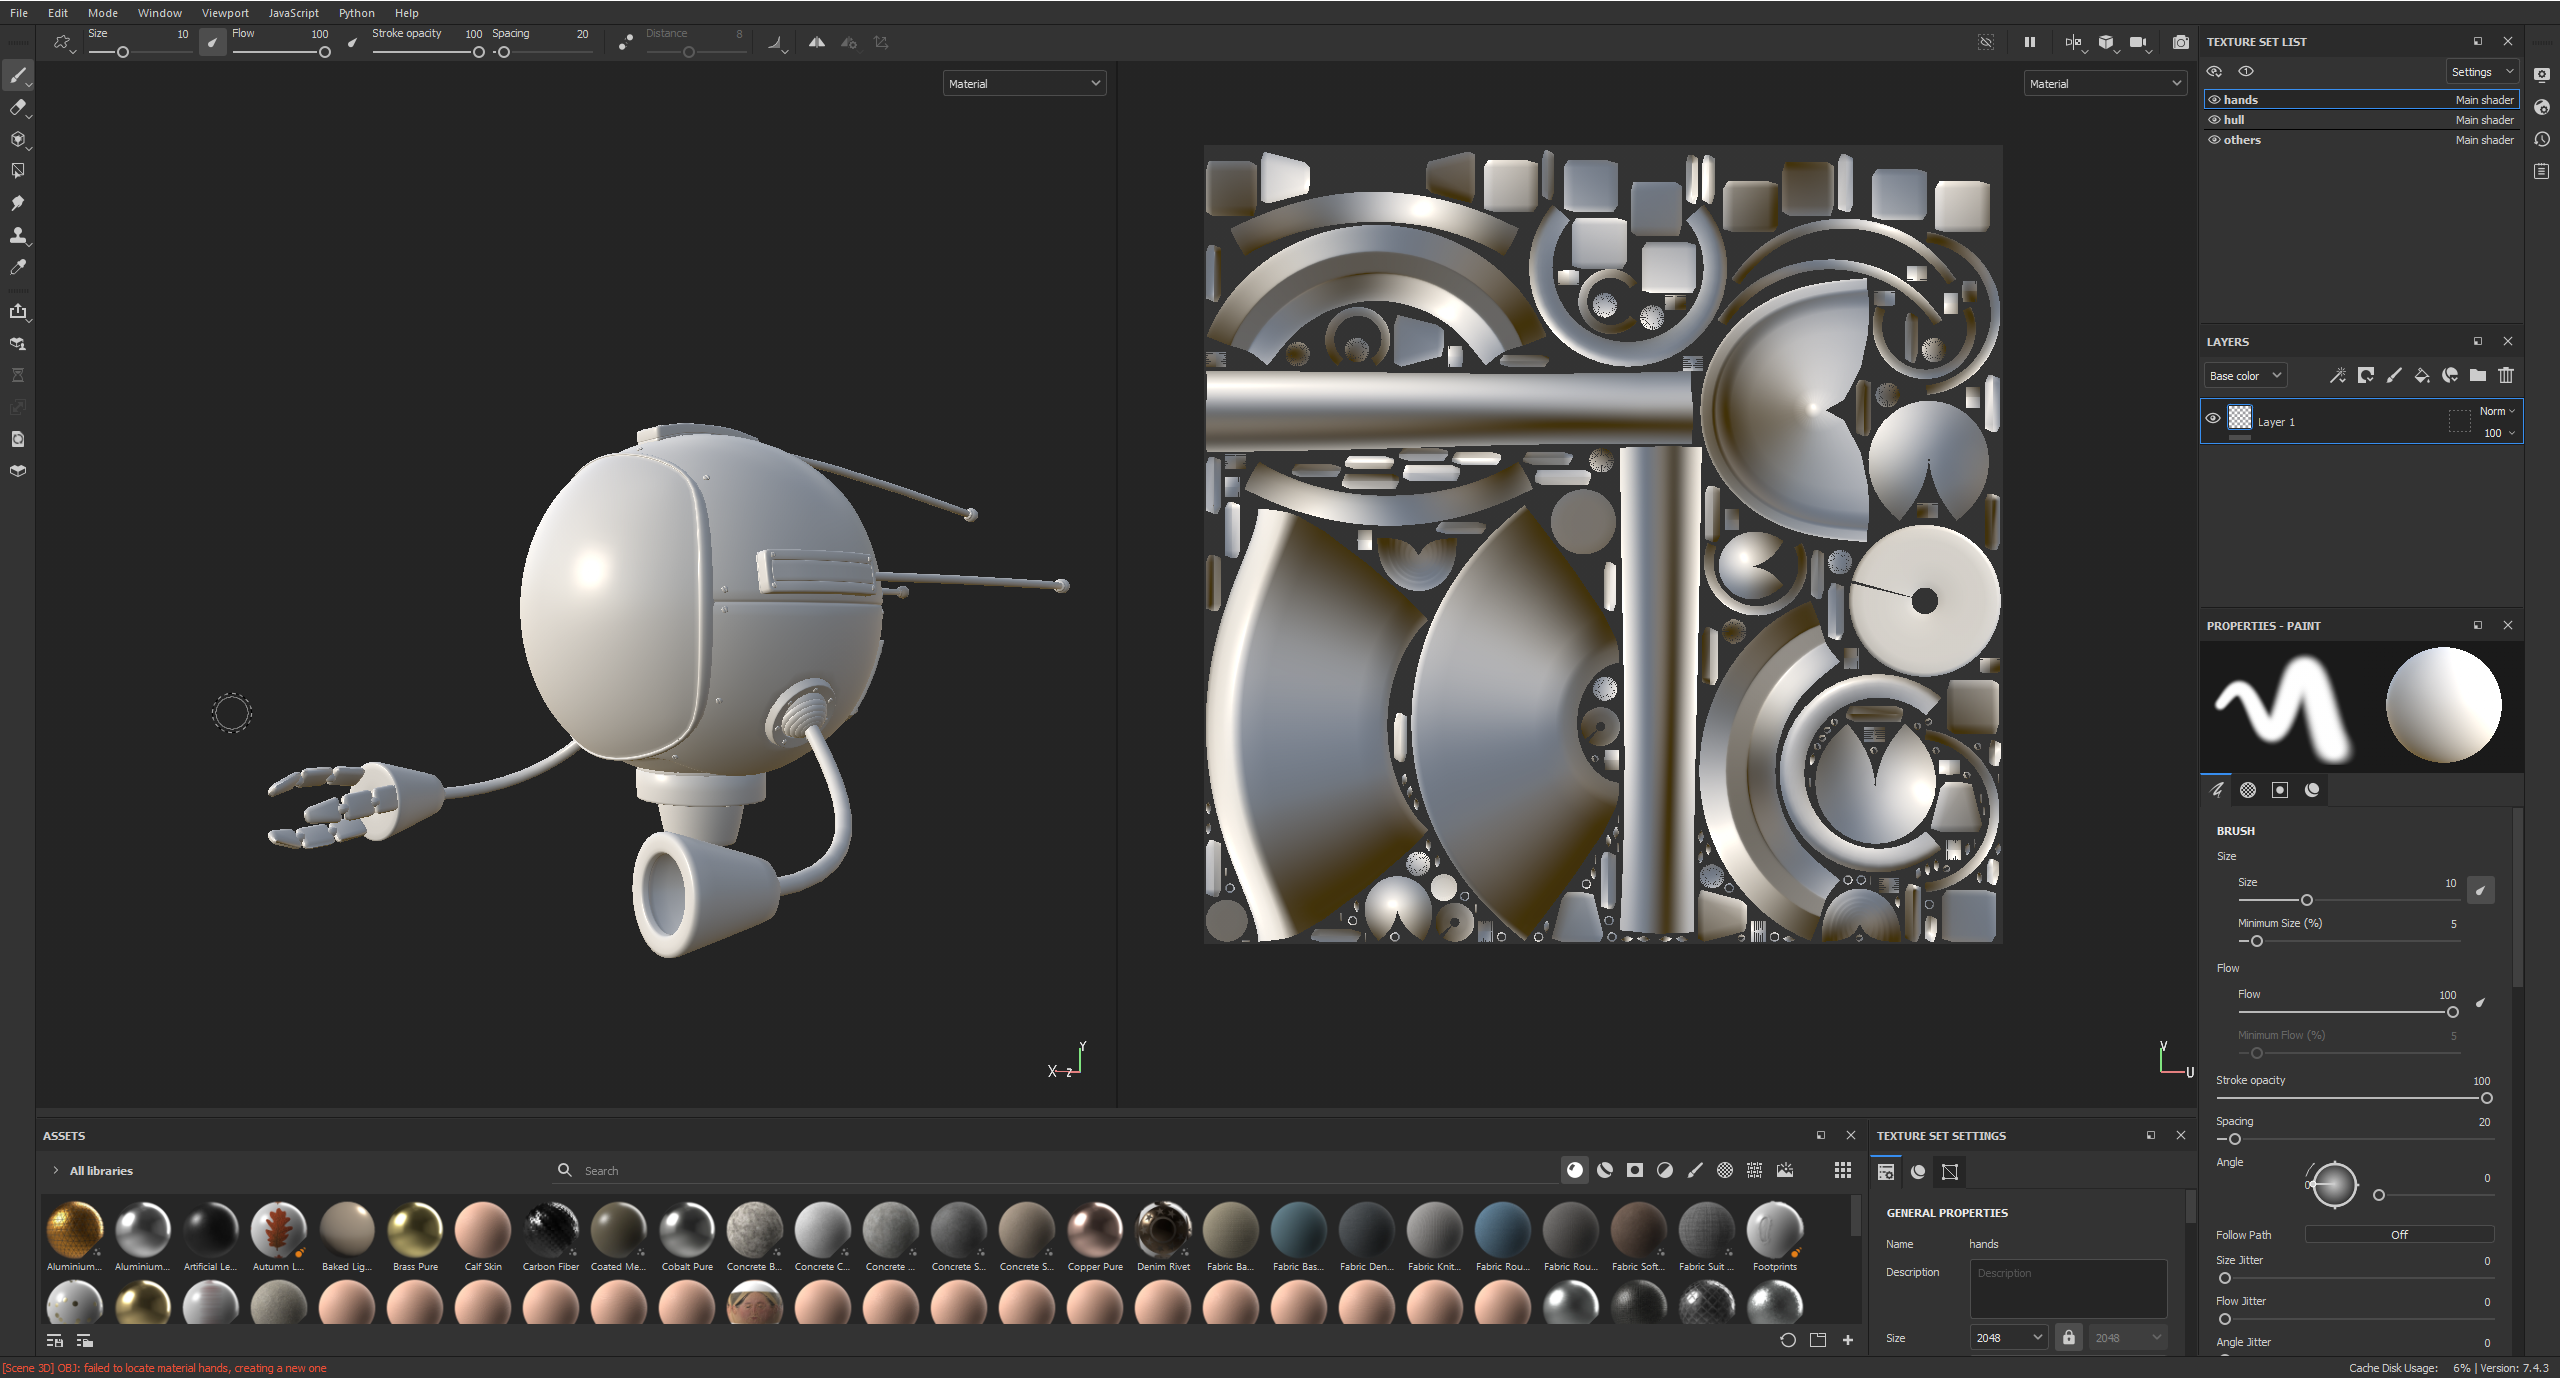 File Edit Mode Window Viewport JavaScript Python Help
Size 10 Flow 100 Stroke opacity 100 Spacing 20 Distance 8
Material
Material
TEXTURE SET LIST
Settings
hands Main shader
hull Main shader
others Main shader
LAYERS
Base color
Layer 1
Norm
100
PROPERTIES - PAINT
BRUSH
Size
Size 10
Minimum Size (%) 5
Flow
Flow 100
Minimum Flow (%) 5
Stroke opacity 100
Spacing 20
Angle
0
0
Follow Path Off
Size Jitter 0
Flow Jitter 0
Angle Jitter 0
Y
X Z
V
U
ASSETS
All libraries
Search
Aluminium... Aluminium... Artificial Le... Autumn L... Baked Lig... Brass Pure Calf Skin Carbon Fiber Coated Me... Cobalt Pure Concrete B... Concrete C... Concrete ... Concrete S... Concrete S... Copper Pure Denim Rivet Fabric Ba... Fabric Bas... Fabric Den... Fabric Knit... Fabric Rou... Fabric Rou... Fabric Soft... Fabric Suit ... Footprints
TEXTURE SET SETTINGS
GENERAL PROPERTIES
Name hands
Description Description
Size 2048 2048
[Scene 3D] OBJ: failed to locate material hands, creating a new one
Cache Disk Usage: 6% | Version: 7.4.3